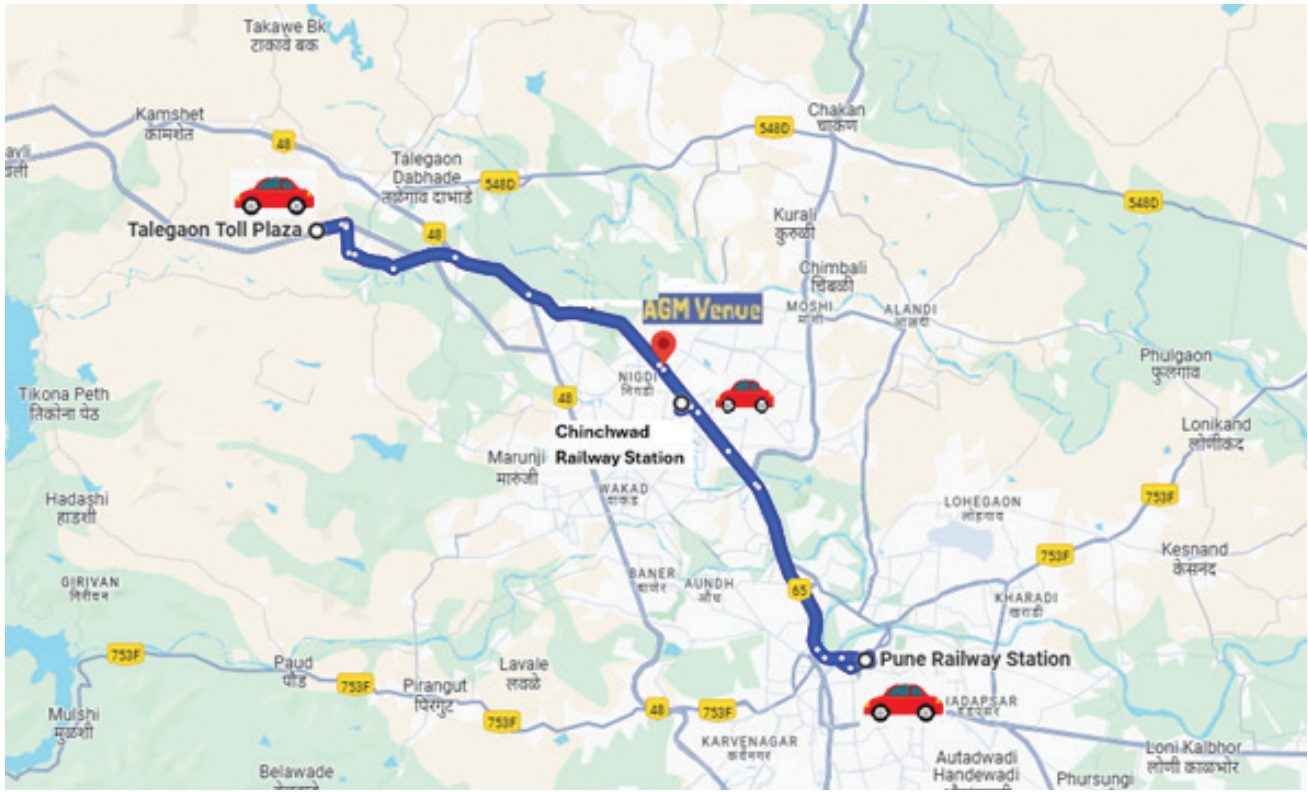 Takawe Bk
टाकावे बक
Kamshet
कामशेत
48
Chakan
चाकण
548D
Talegaon
Dabhade
तळेगाव दाभाडे
548D
548D
Talegaon Toll Plaza
48
Kurali
कुरुळी
Chimbali
चिंबळी
AGM Venue
MOSHI
मोशी
ALANDI
आळंदी
Phulgaon
फुलगाव
NIGDI
निगडी
Tikona Peth
तिकोना पेठ
48
Chinchwad
Railway Station
Lonikand
लोणीकंद
Marunji
मारुंजी
WAKAD
वाकड
Hadashi
हाडशी
LOHEGAON
लोहगाव
753F
753F
Kesnand
केसनंद
GIRIVAN
गिरीवन
BANER
बाणेर
AUNDH
औंध
65
KHARADI
खराडी
753F
Paud
पौड
753F
Pirangut
पिरंगुट
Lavale
लवळे
Pune Railway Station
Mulshi
मुळशी
753F
48
753F
IADAPSAR
KARVENAGAR
कर्वेनगर
Autadwadi
Handewadi
Loni Kalbhor
लोणी काळभोर
Belawade
Phursungi